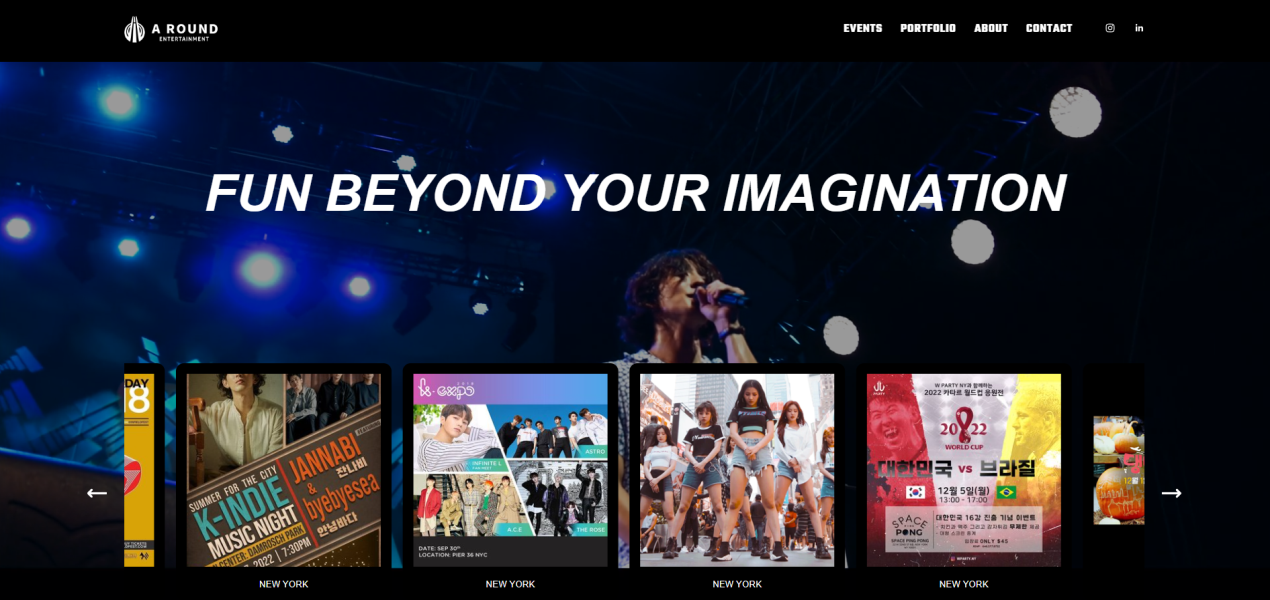 A ROUND
ENTERTAINMENT
EVENTS PORTFOLIO ABOUT CONTACT
in
FUN BEYOND YOUR IMAGINATION
DAY
8
SUMMER FOR THE CITY
K-INDIE
MUSIC NIGHT
CENTER: DAMROSCH PARK
2022 | 7:30PM
FEATURING
JANNABI
잔나비
&
byebyesea
안녕바다
INFINITE L
ASTRO
A.C.E
THE ROSE
DATE: SEP 30TH
LOCATION: PIER 36 NYC
W PARTY NY과 함께하는
2022 카타르 월드컵 응원전
2022
WORLD CUP
대한민국 VS 브라질
12월 5일(월)
13:00 - 17:00
SPACE
PING
PONG
대한민국 16강 진출 기념 이벤트
ONLY $45
NEW YORK
NEW YORK
NEW YORK
NEW YORK